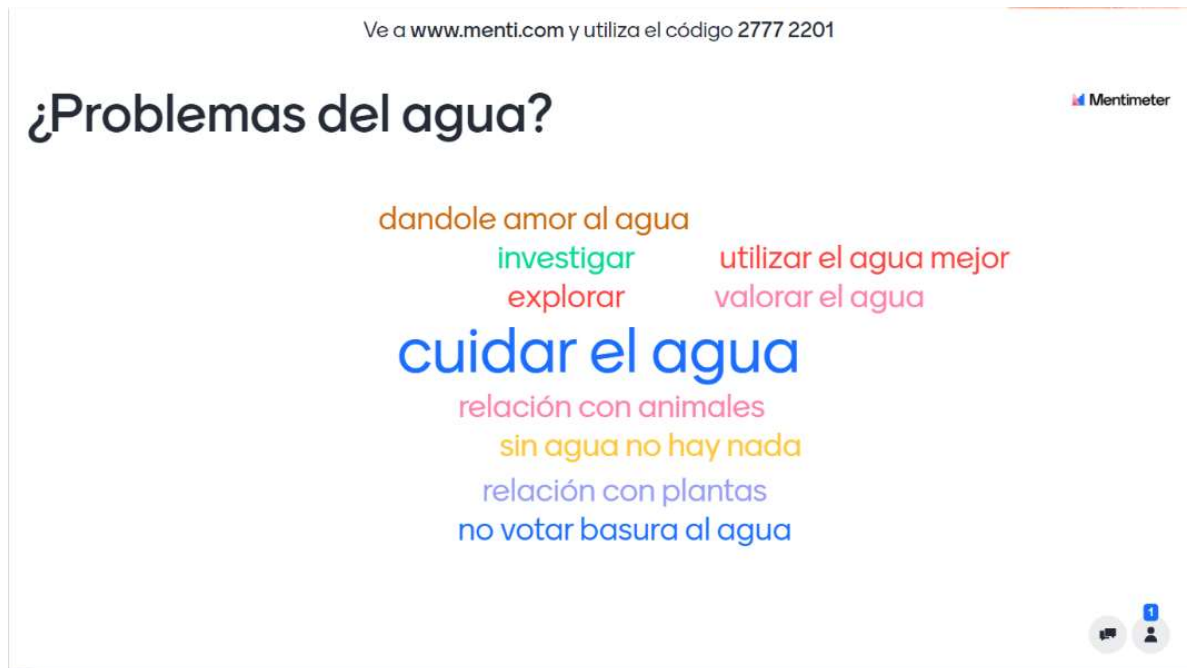 Ve a www.menti.com y utiliza el código 2777 2201
¿Problemas del agua?
Mentimeter
dandole amor al agua
investigar
utilizar el agua mejor
explorar
valorar el agua
cuidar el agua
relación con animales
sin agua no hay nada
relación con plantas
no votar basura al agua
1